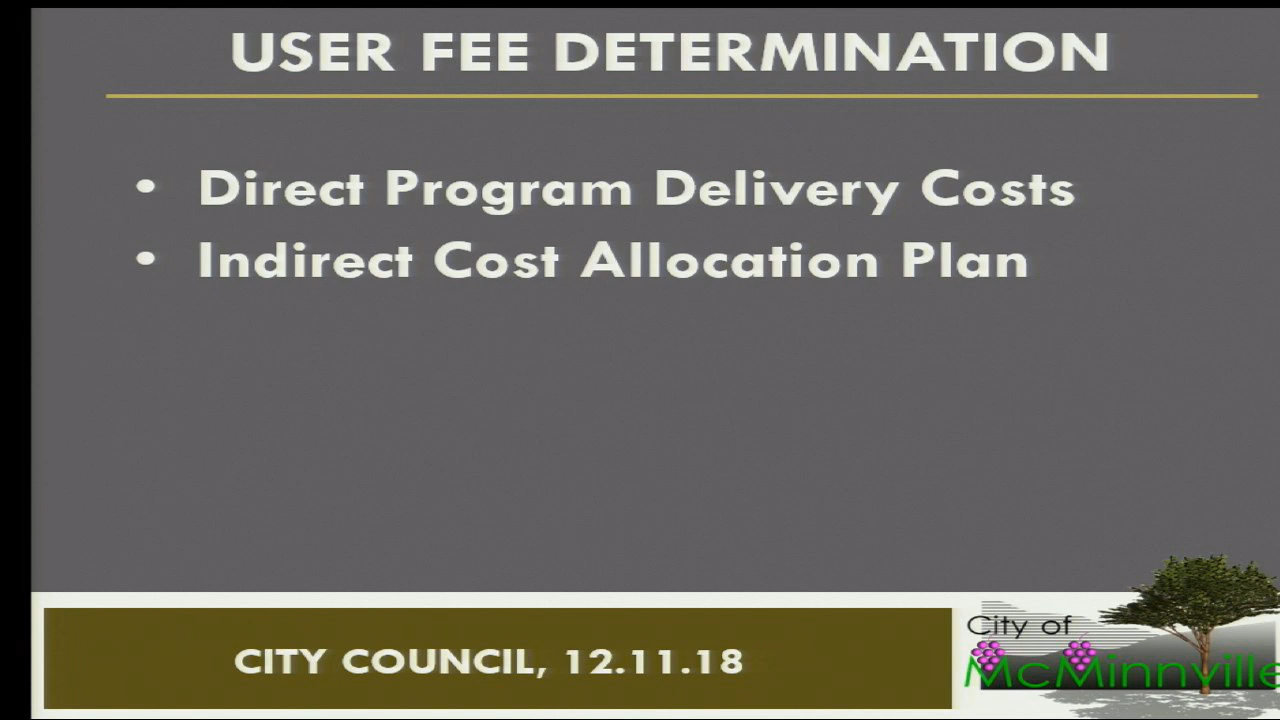 USER FEE DETERMINATION
• Direct Program Delivery Costs
• Indirect Cost Allocation Plan
CITY COUNCIL, 12.11.18
City of
McMinnville